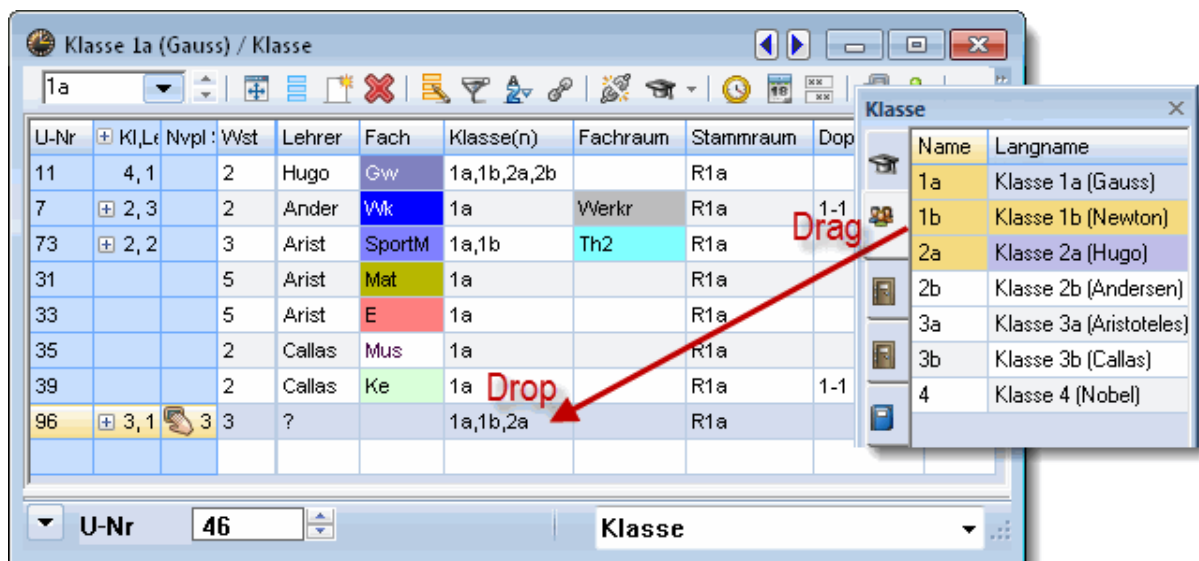 Klasse 1a (Gauss) / Klasse
1a
18
Klasse
U-Nr Kl,Le Nvpl Wst Lehrer Fach Klasse(n) Fachraum Stammraum Dop
11 4, 1 2 Hugo Gw 1a,1b,2a,2b R1a
7 2, 3 2 Ander Wk 1a Werkr R1a 1-1
73 2, 2 3 Arist SportM 1a,1b Th2 R1a
31 5 Arist Mat 1a R1a
33 5 Arist E 1a R1a
35 2 Callas Mus 1a R1a
39 2 Callas Ke 1a R1a 1-1
96 3, 1 3 3 ? 1a,1b,2a R1a
Drag
Drop
Name Langname
1a Klasse 1a (Gauss)
1b Klasse 1b (Newton)
2a Klasse 2a (Hugo)
2b Klasse 2b (Andersen)
3a Klasse 3a (Aristoteles)
3b Klasse 3b (Callas)
4 Klasse 4 (Nobel)
U-Nr 46 Klasse